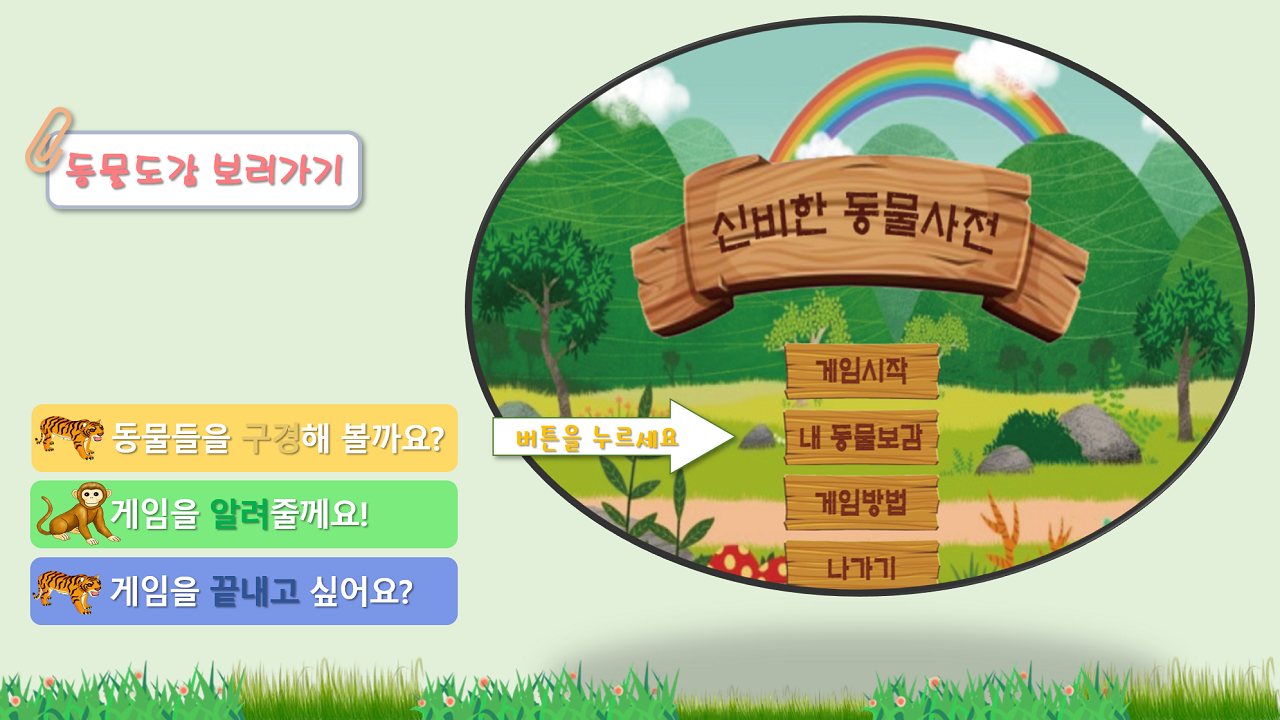 동물도감 보러가기
신비한 동물사전
게임시작
내 동물보감
게임방법
나가기
버튼을 누르세요
동물들을 구경해 볼까요?
게임을 알려줄께요!
게임을 끝내고 싶어요?